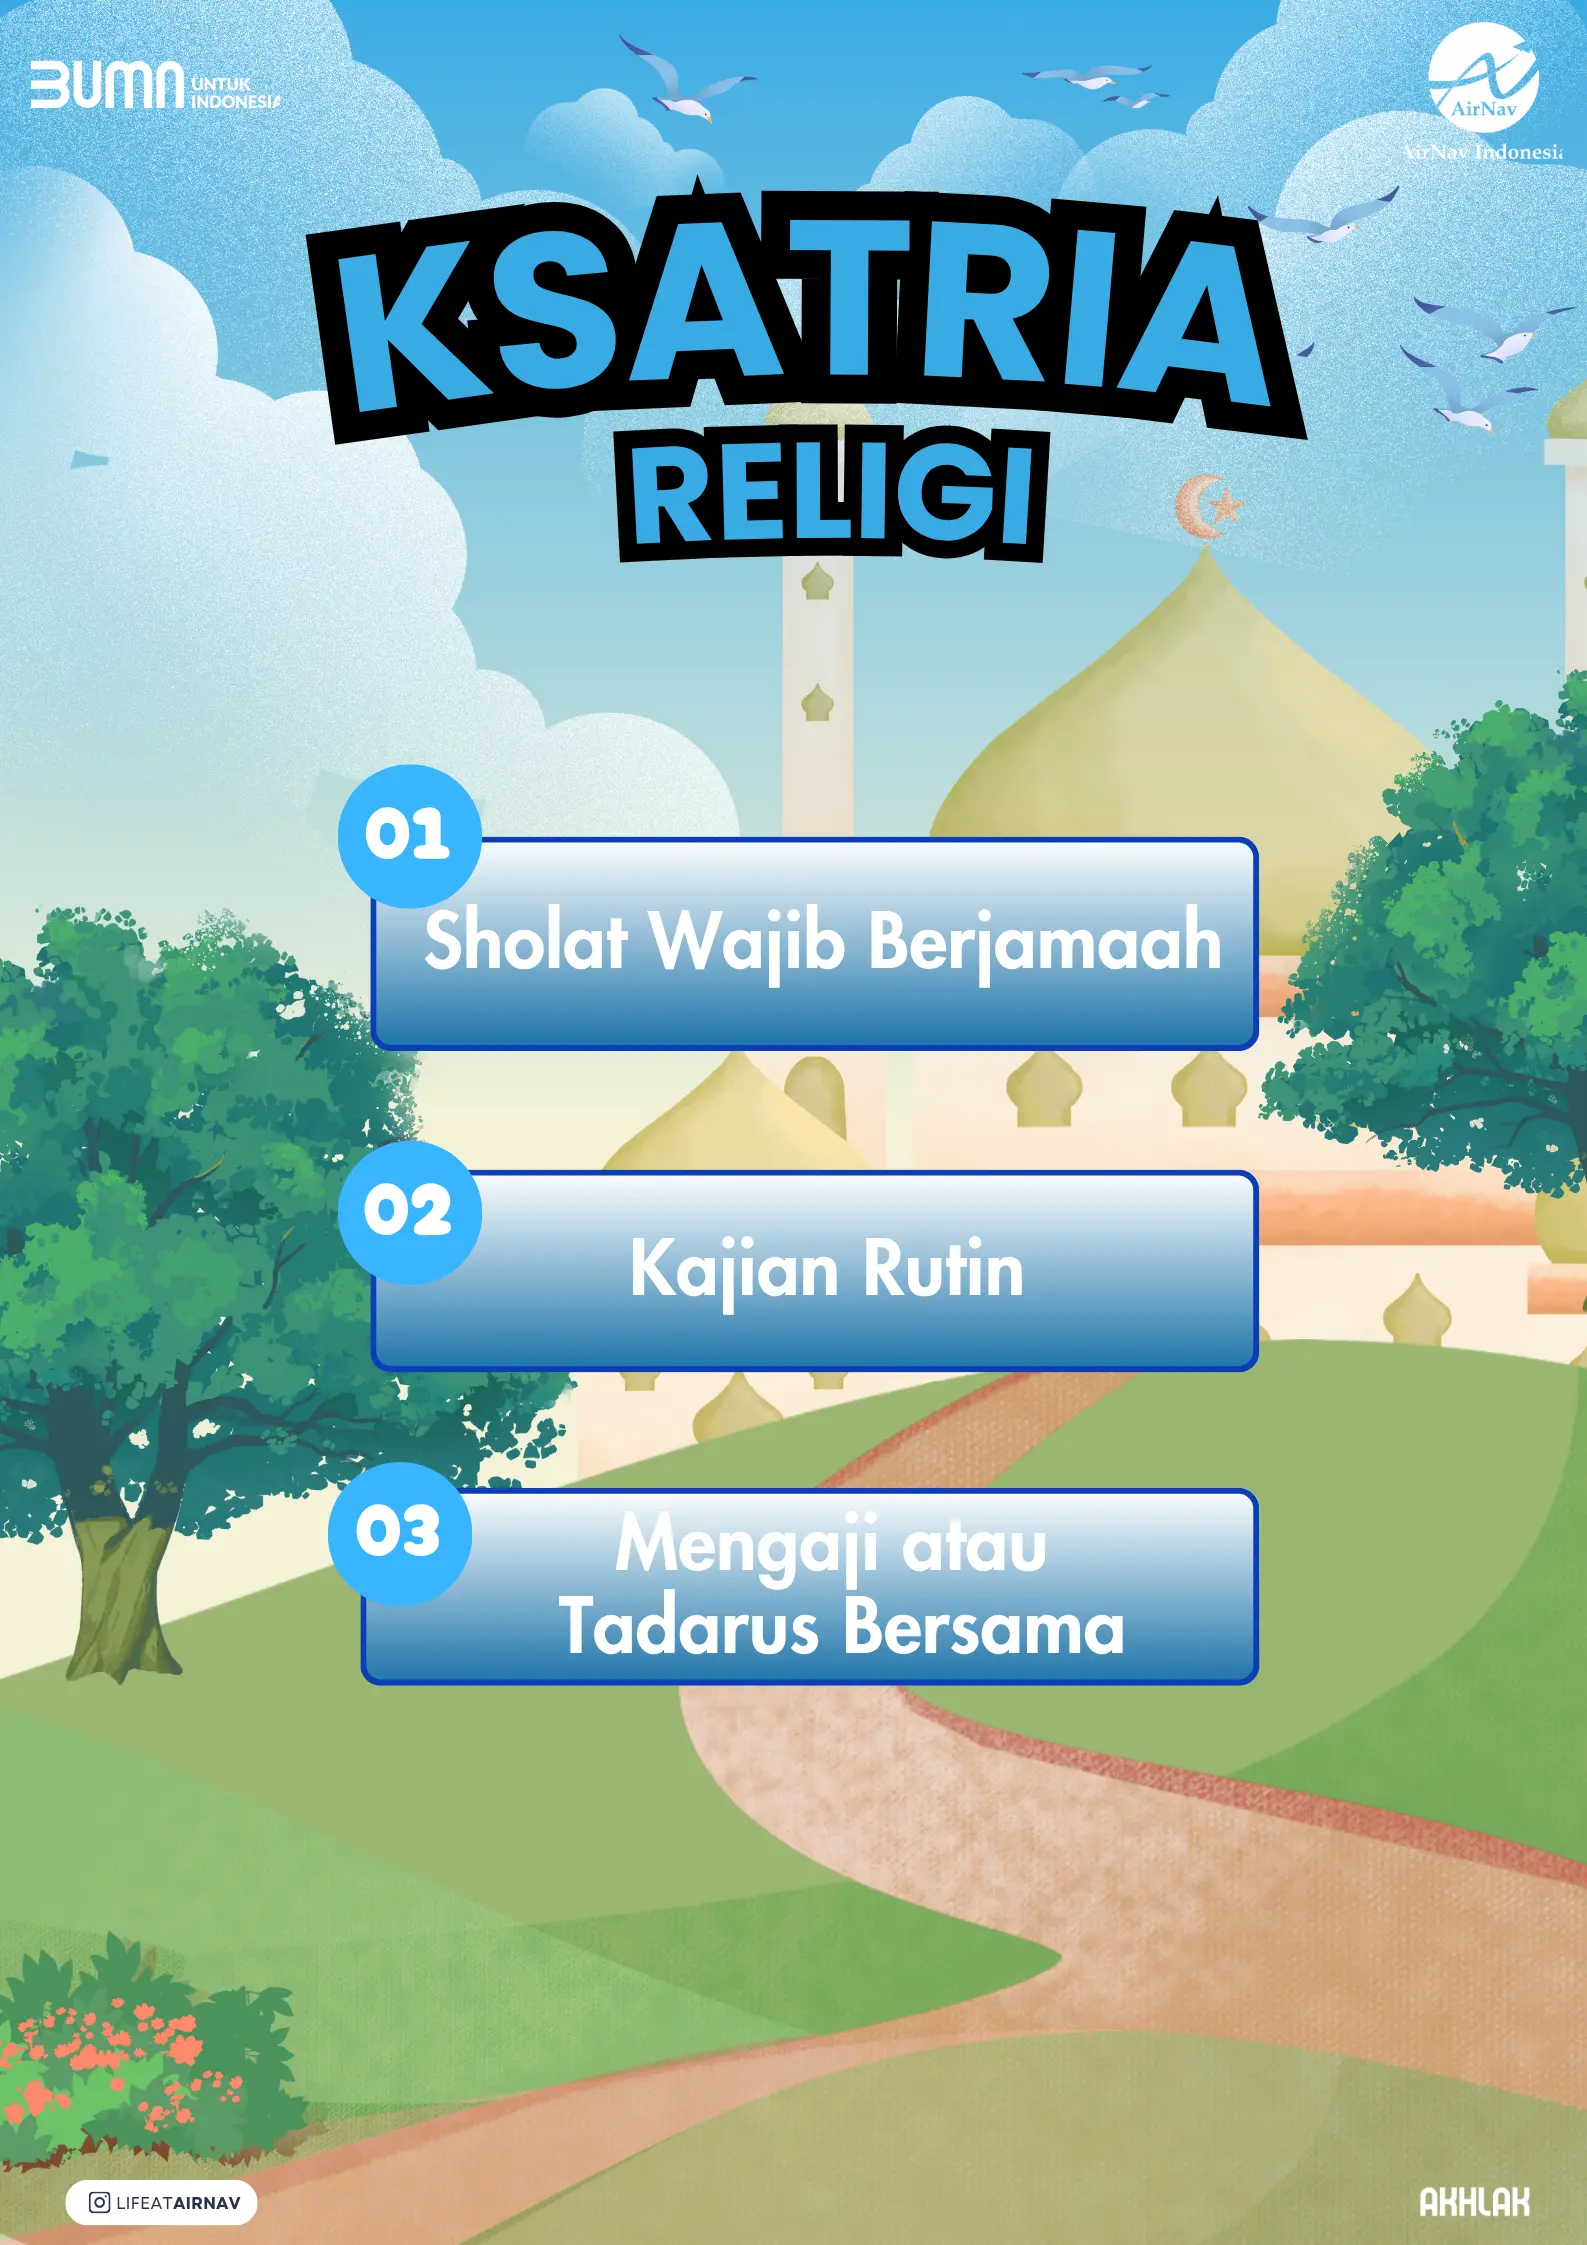 BUMN UNTUK
INDONESIA
AirNav
AirNav Indonesia
KSATRIA
RELIGI
01
Sholat Wajib Berjamaah
02
Kajian Rutin
03
Mengaji atau
Tadarus Bersama
LIFEATAIRNAV
AKHLAK